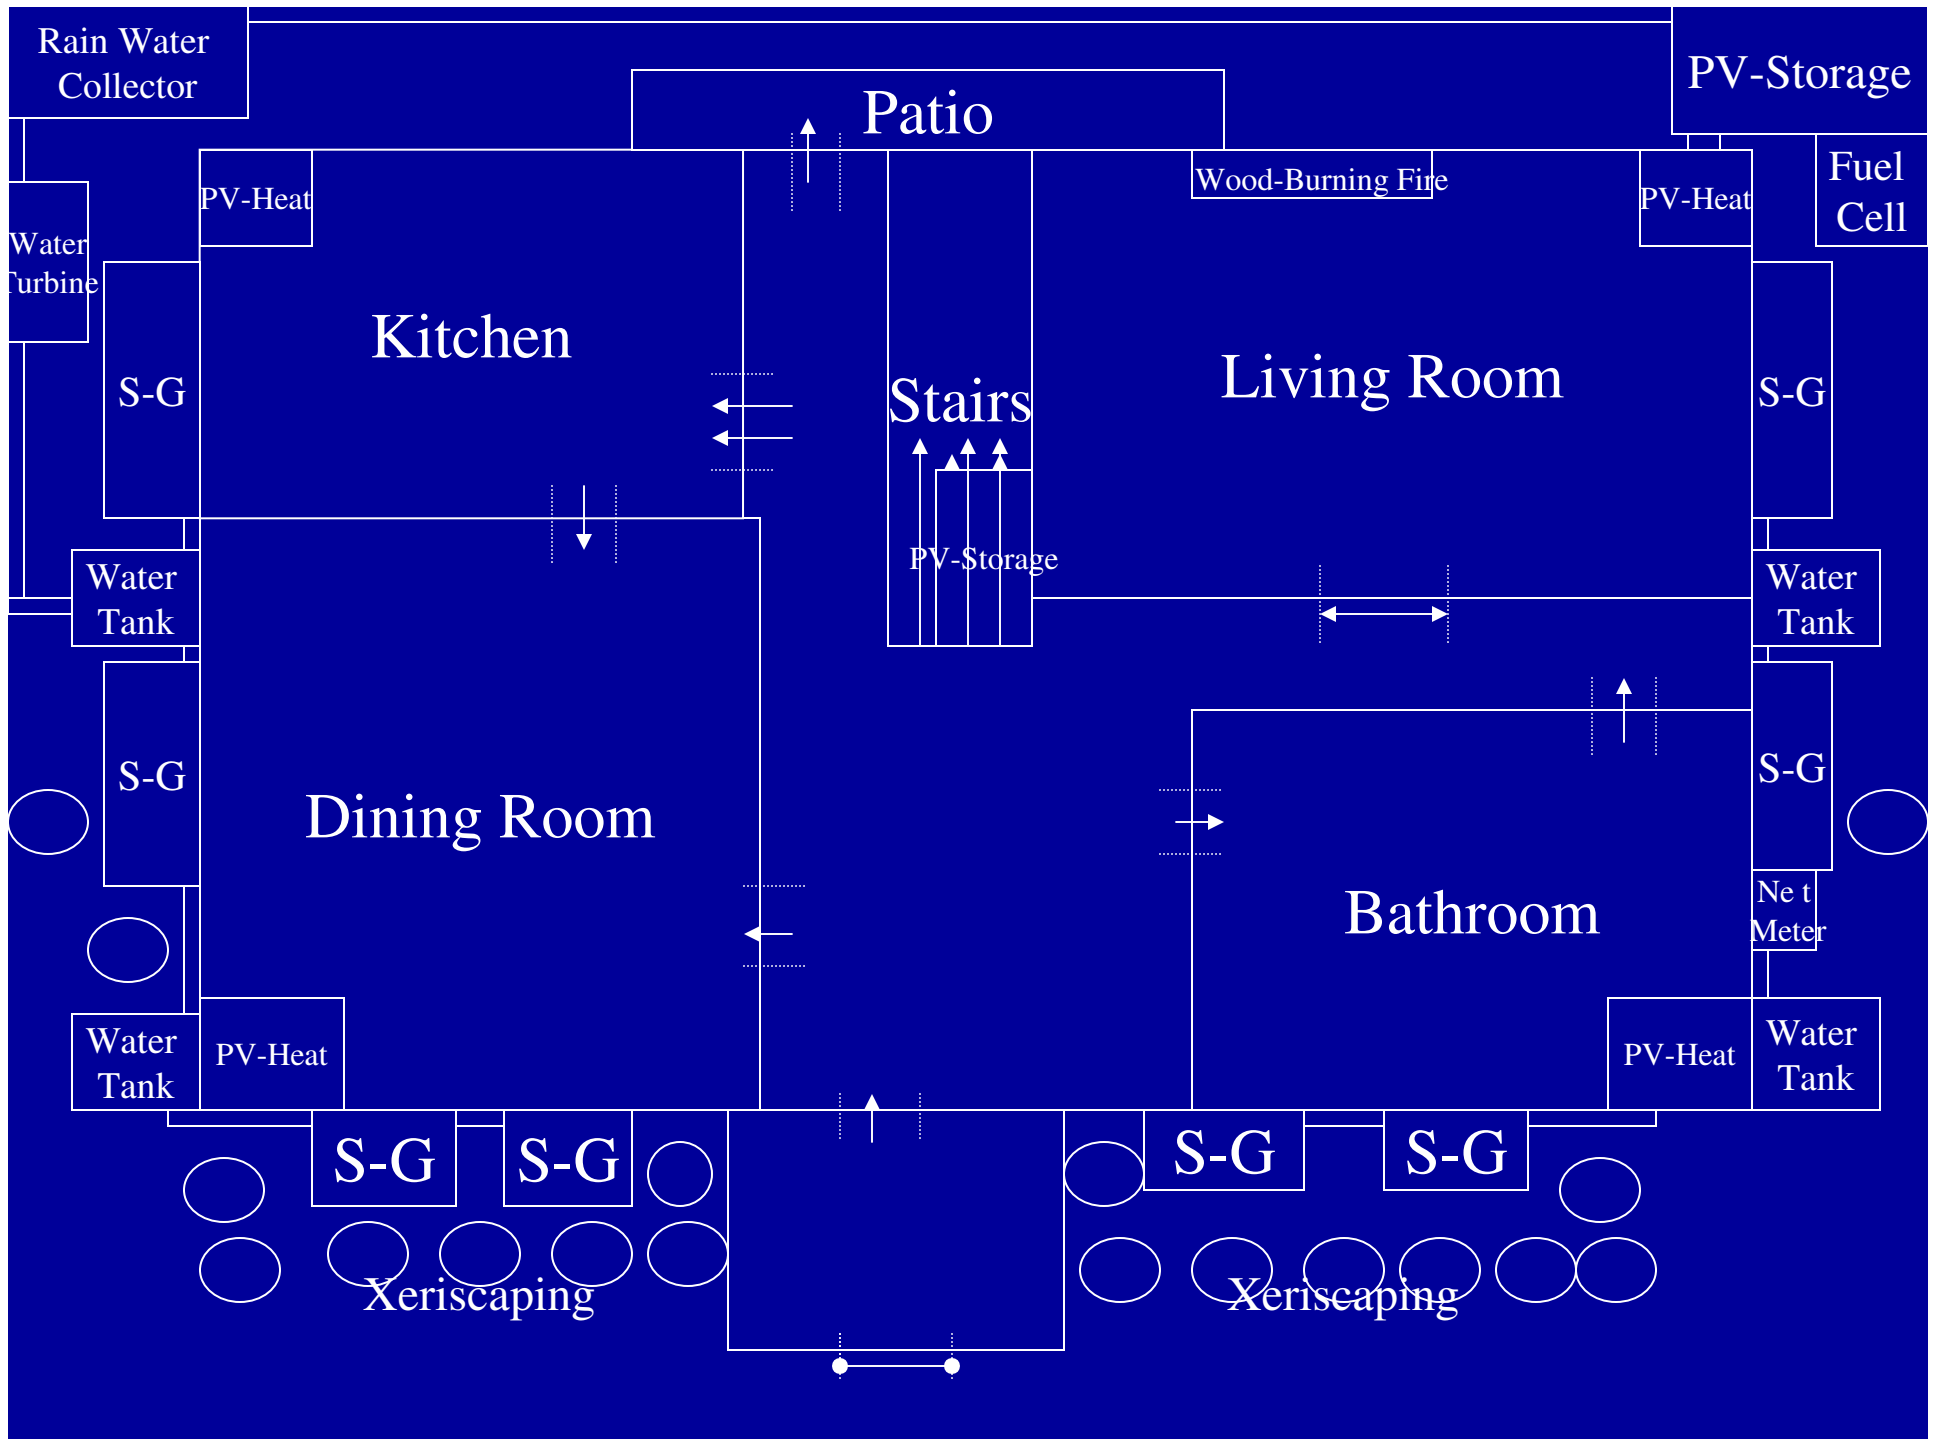 Rain Water
Collector
PV-Storage
Patio
Fuel
Cell
PV-Heat
Wood-Burning Fire
PV-Heat
Water
Turbine
Kitchen
Living Room
S-G
Stairs
S-G
PV-Storage
Water
Tank
Water
Tank
S-G
Dining Room
S-G
Bathroom
Ne t
Meter
Water
Tank
PV-Heat
PV-Heat
Water
Tank
S-G
S-G
S-G
S-G
Xeriscaping
Xeriscaping